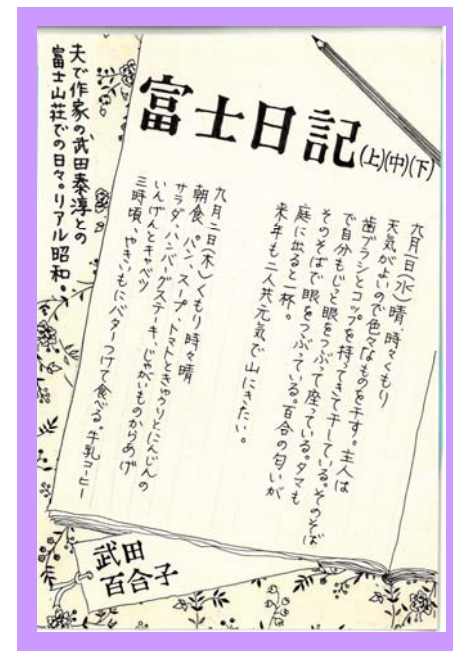 富士日記(上)(中)(下)
夫で作家の武田泰淳との
富士山荘での日々。リアル昭和。
九月一日(水)晴、時々くもり
天気がよいので色々なものを干す。主人は
歯ブラシとコップを持ってきて干している。そのそば
で自分もじっと眼をつぶって座っている。タマも
そのそばで眼をつぶっている。百合の匂いが
庭に出ると一杯。
来年も二人共元気で山にきたい。
九月二日(木)くもり時々晴
朝食 パン、スープ、トマトときゅうりとにんじんの
サラダ、ハンバーグステーキ、じゃがいものからあげ
いんげんとキャベツ
三時頃、やきいもにバターつけて食べる。牛乳コーヒー
武田
百合子